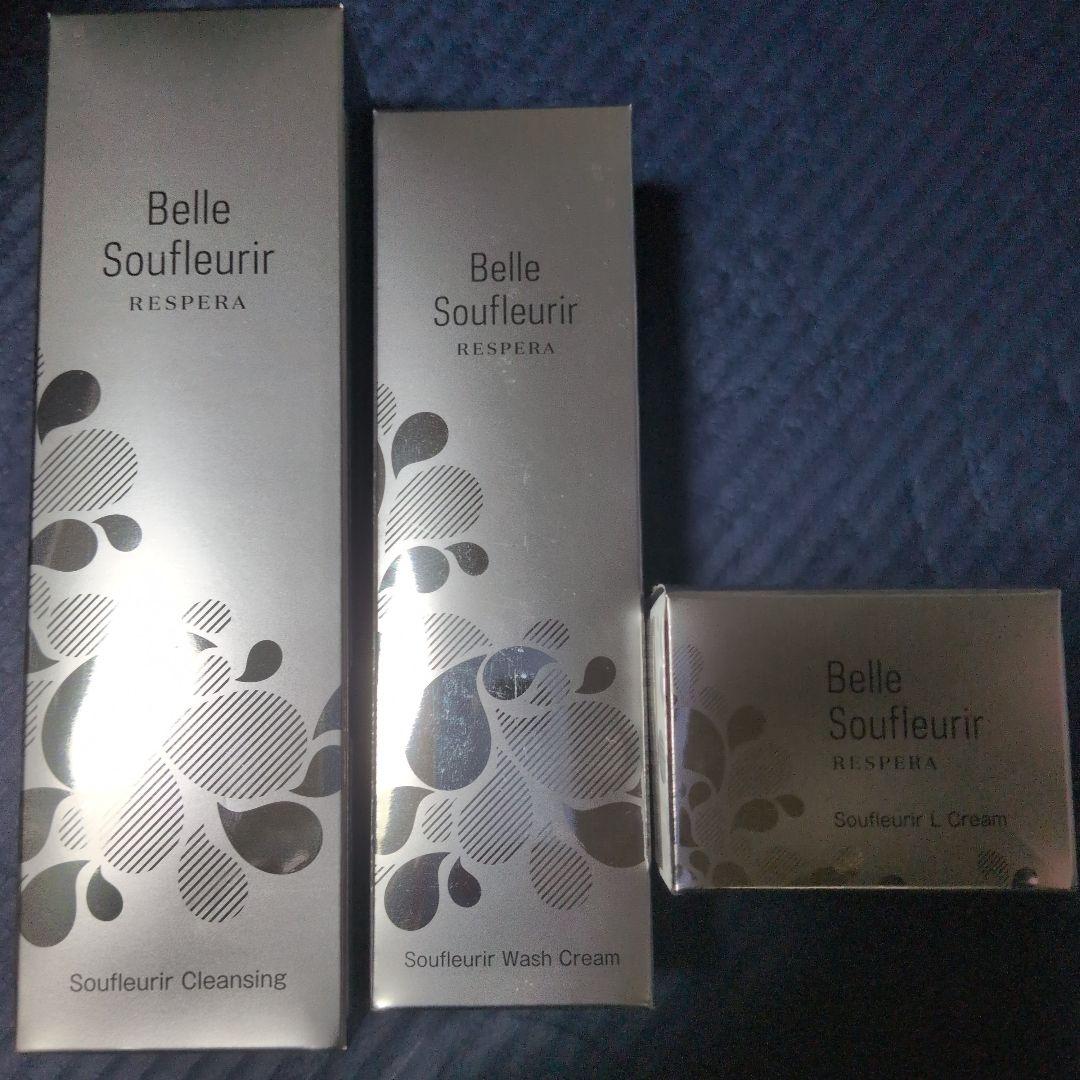 Belle
Soufleurir
RESPERA
Soufleurir Cleansing
Belle
Soufleurir
RESPERA
Soufleurir Wash Cream
Belle
Soufleurir
RESPERA
Soufleurir L Cream